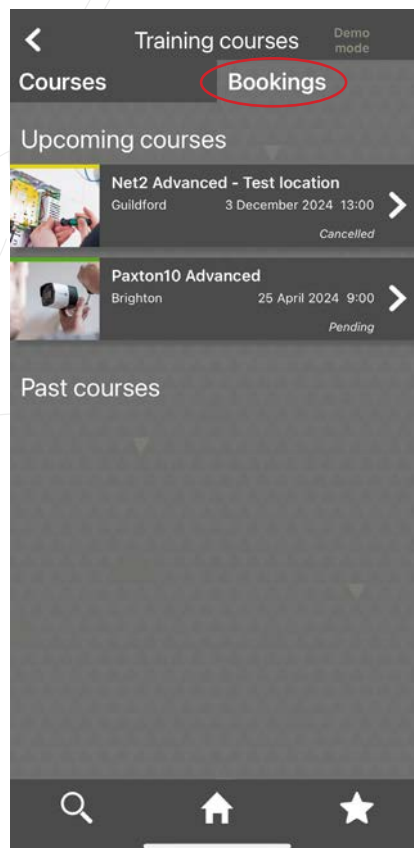 Training courses
Demo
mode
Courses
Bookings
Upcoming courses
Net2 Advanced - Test location
Guildford 3 December 2024 13:00
Cancelled
Paxton10 Advanced
Brighton 25 April 2024 9:00
Pending
Past courses